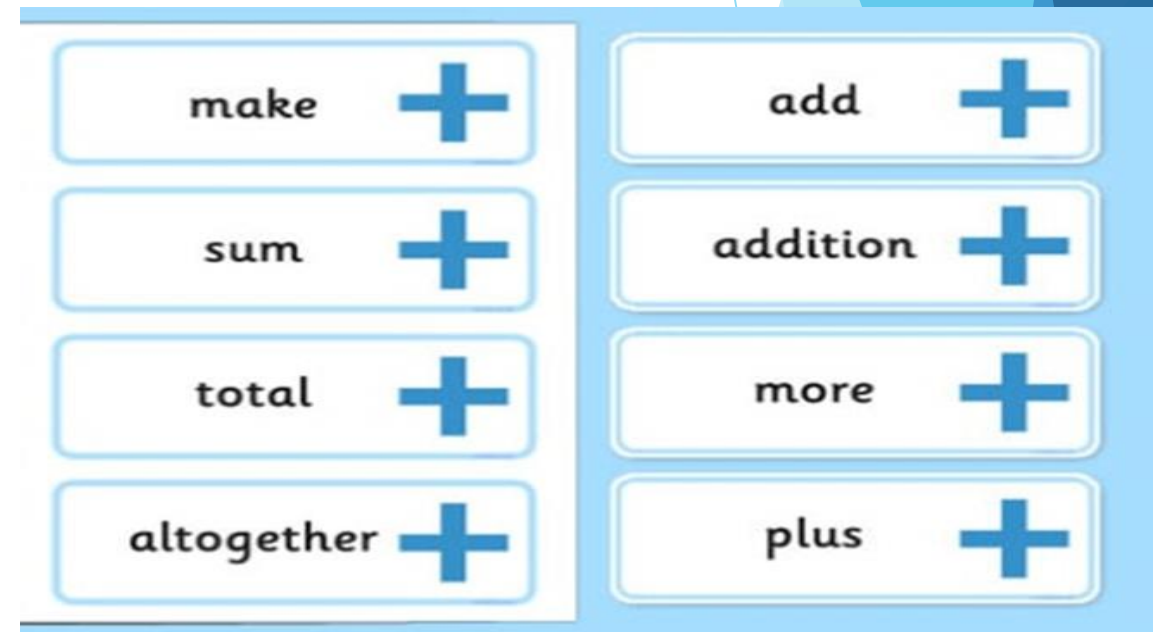 make +
sum +
total +
altogether +
add +
addition +
more +
plus +